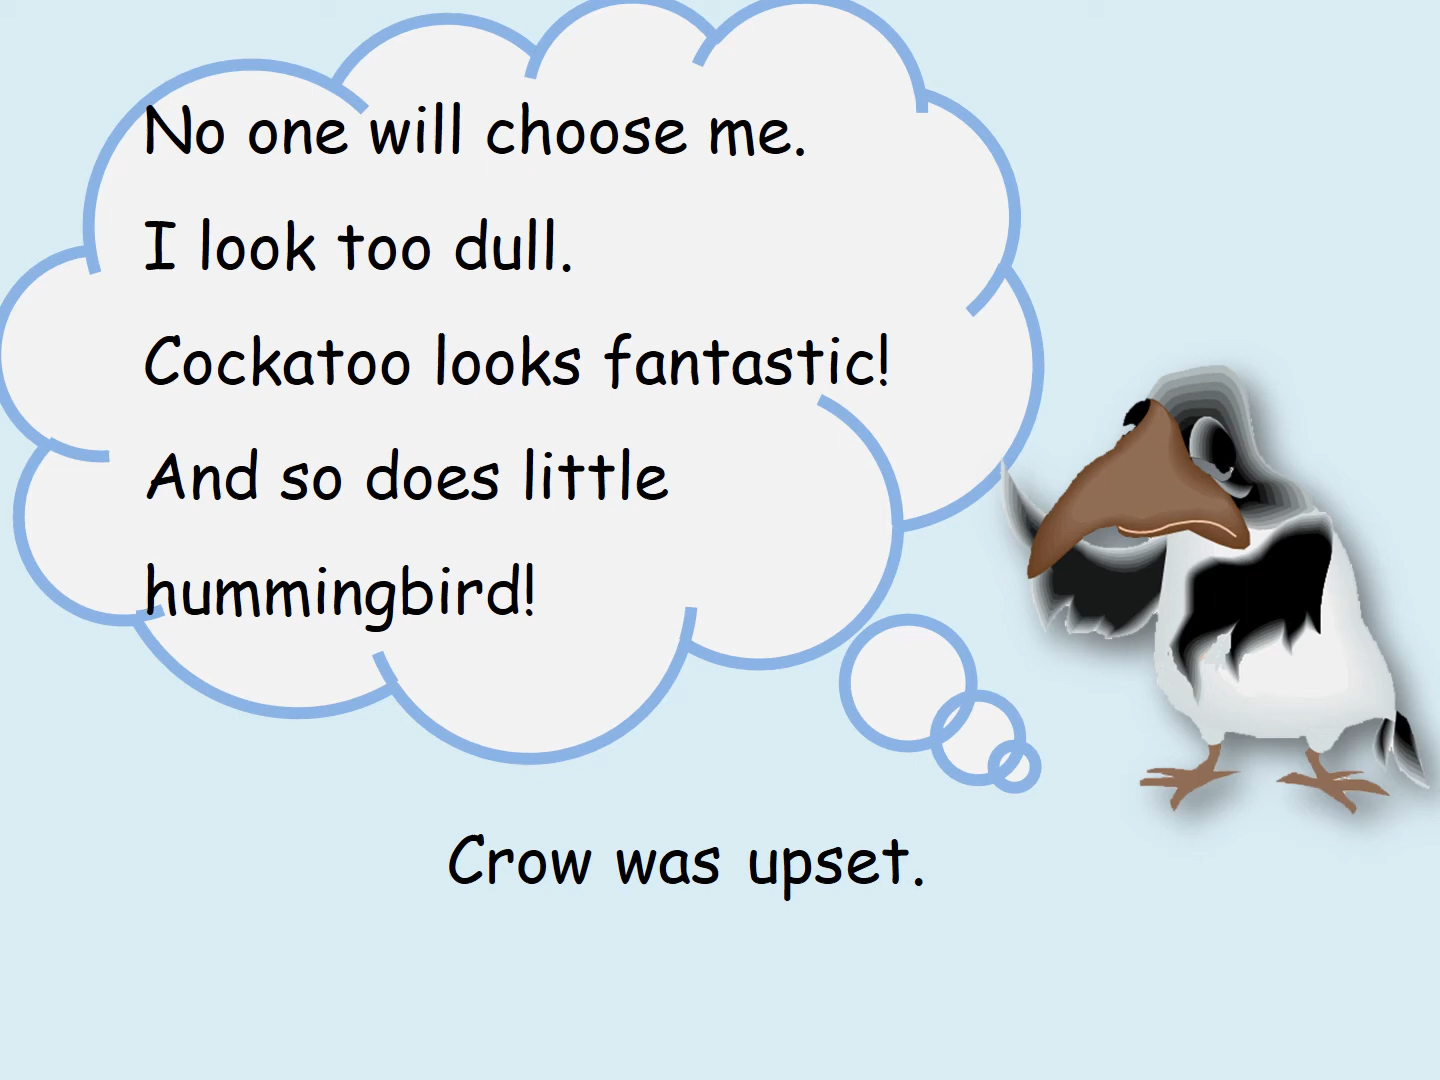 No one will choose me.
I look too dull.
Cockatoo looks fantastic!
And so does little
hummingbird!
Crow was upset.